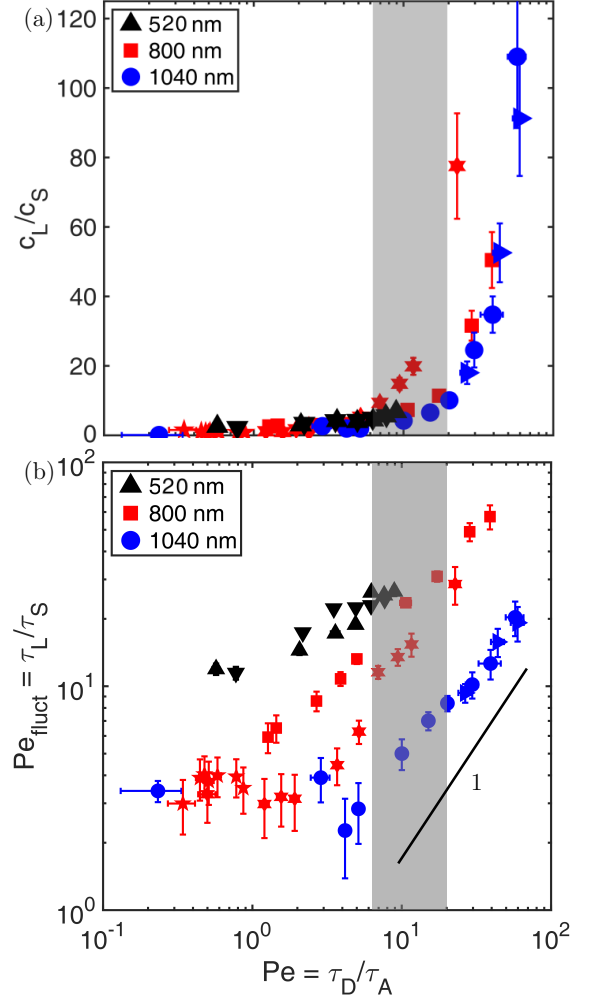 (a)
520 nm
800 nm
1040 nm
120
100
80
60
40
20
0
c_L/c_S
(b)
520 nm
800 nm
1040 nm
10^2
10^1
10^0
Pe_fluct = τ_L/τ_S
1
10^-1
10^0
10^1
10^2
Pe = τ_D/τ_A